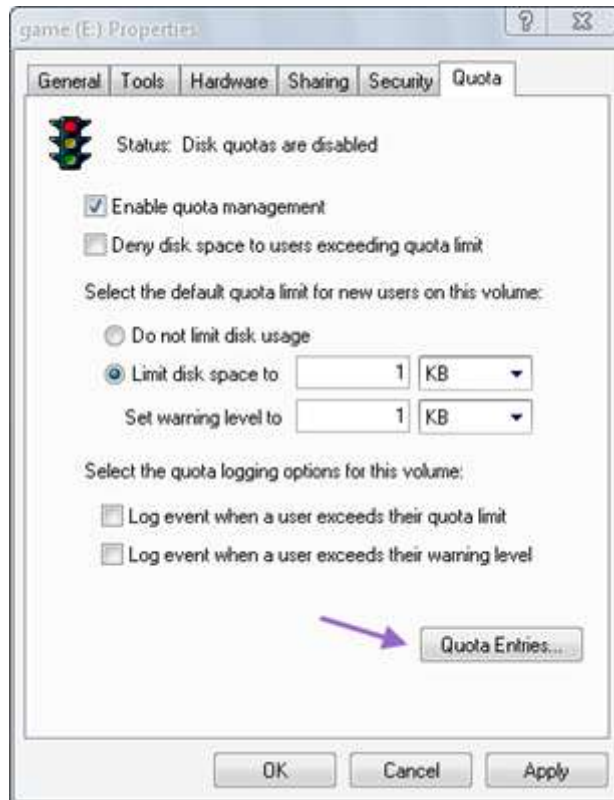 game (E:) Properties
General Tools Hardware Sharing Security Quota
Status: Disk quotas are disabled
Enable quota management
Deny disk space to users exceeding quota limit
Select the default quota limit for new users on this volume:
Do not limit disk usage
Limit disk space to 1 KB
Set warning level to 1 KB
Select the quota logging options for this volume:
Log event when a user exceeds their quota limit
Log event when a user exceeds their warning level
Quota Entries...
OK Cancel Apply